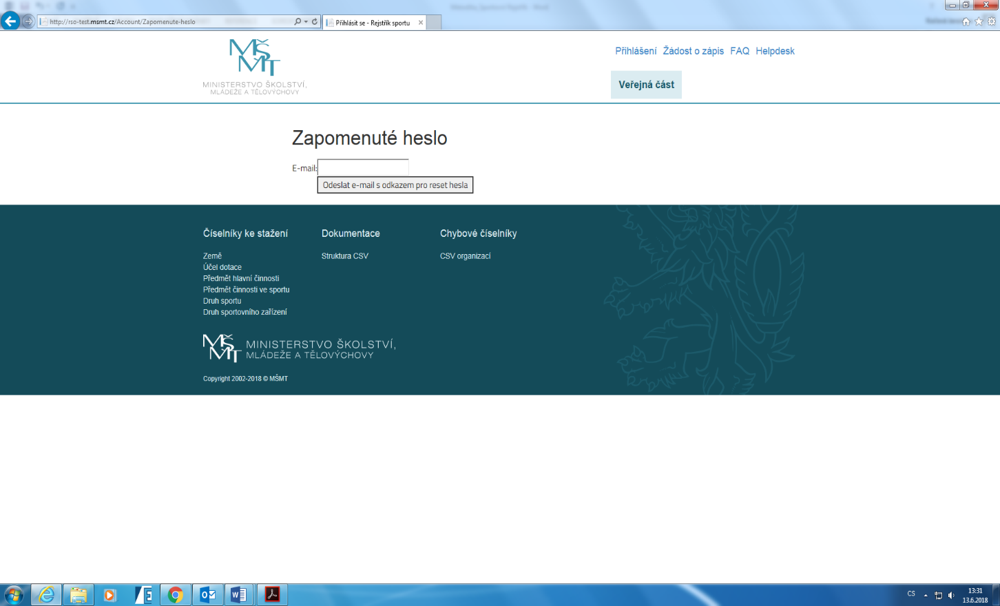 http://rso-test.msmt.cz/Account/Zapomenute-heslo
Přihlásit se - Rejstřík sportu
MŠMT
MINISTERSTVO ŠKOLSTVÍ,
MLÁDEŽE A TĚLOVÝCHOVY
Přihlášení Žádost o zápis FAQ Helpdesk
Veřejná část
Zapomenuté heslo
E-mail:
Odeslat e-mail s odkazem pro reset hesla
Číselníky ke stažení
Země
Účel dotace
Předmět hlavní činnosti
Předmět činnosti ve sportu
Druh sportu
Druh sportovního zařízení
Dokumentace
Struktura CSV
Chybové číselníky
CSV organizací
MŠMT
MINISTERSTVO ŠKOLSTVÍ,
MLÁDEŽE A TĚLOVÝCHOVY
Copyright 2002-2018 © MŠMT
CS
13:31
13.6.2018